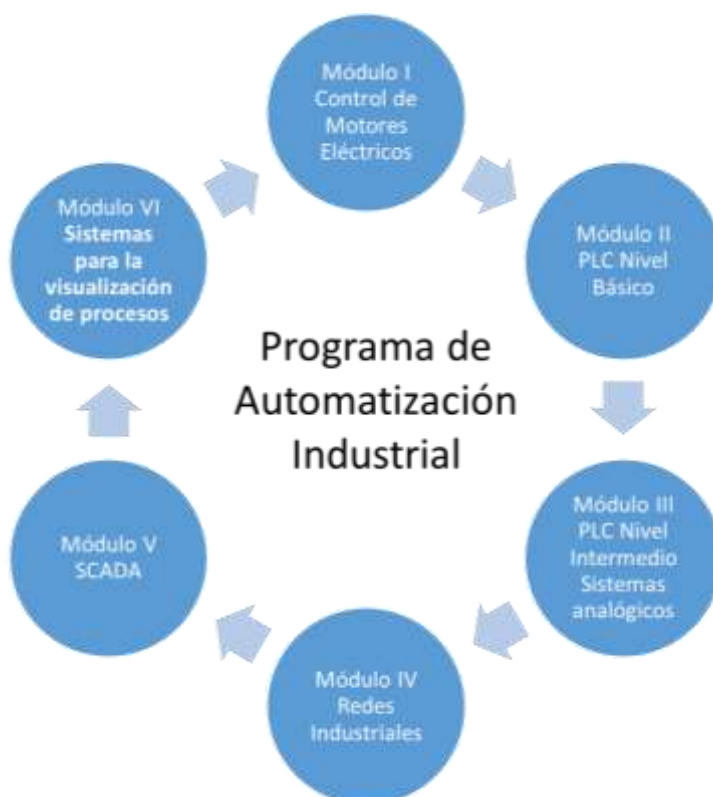 Módulo I
Control de
Motores
Eléctricos
Módulo II
PLC Nivel
Básico
Módulo III
PLC Nivel
Intermedio
Sistemas
analógicos
Módulo IV
Redes
Industriales
Módulo V
SCADA
Módulo VI
Sistemas
para la
visualización
de procesos
Programa de
Automatización
Industrial